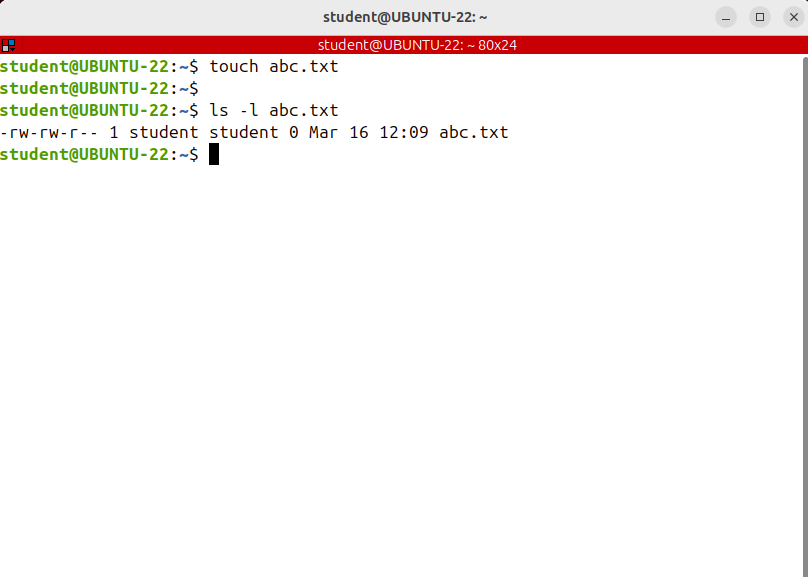 student@UBUNTU-22: ~
student@UBUNTU-22: ~ 80x24
student@UBUNTU-22:~$ touch abc.txt
student@UBUNTU-22:~$
student@UBUNTU-22:~$ ls -l abc.txt
-rw-rw-r-- 1 student student 0 Mar 16 12:09 abc.txt
student@UBUNTU-22:~$